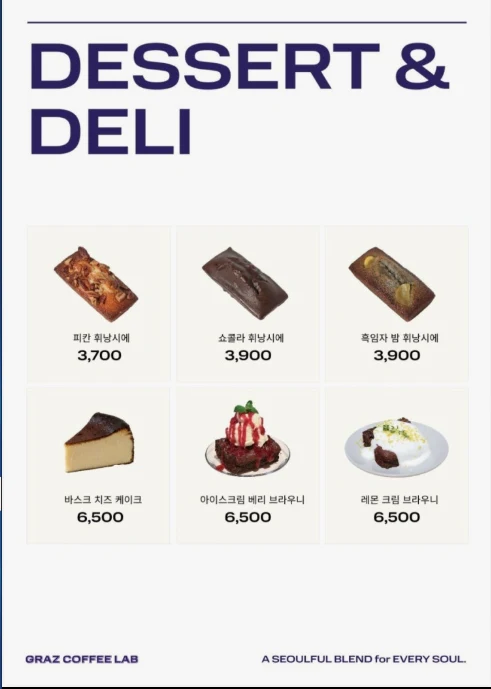 DESSERT &
DELI
피칸 휘낭시에
3,700
쇼콜라 휘낭시에
3,900
흑임자 밤 휘낭시에
3,900
바스크 치즈 케이크
6,500
아이스크림 베리 브라우니
6,500
레몬 크림 브라우니
6,500
GRAZ COFFEE LAB
A SEOULFUL BLEND for EVERY SOUL.